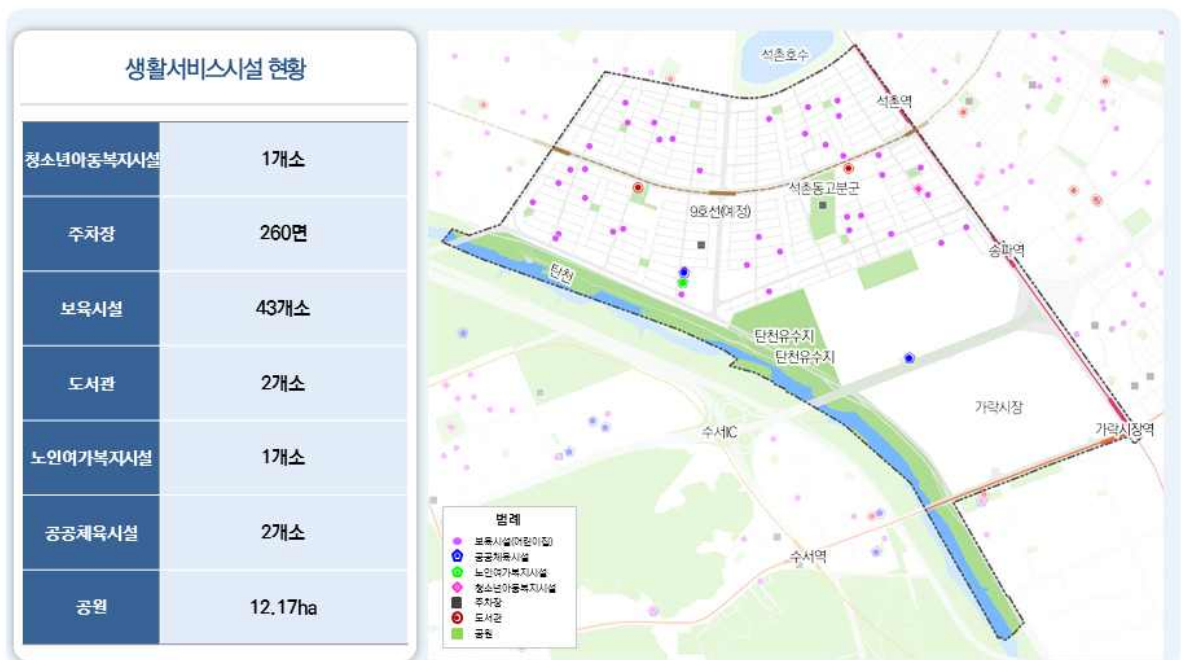 생활서비스시설 현황
청소년아동복지시설 1개소
주차장 260면
보육시설 43개소
도서관 2개소
노인여가복지시설 1개소
공공체육시설 2개소
공원 12.17ha
석촌호수
석촌역
석촌동고분군
9호선(예정)
송파역
탄천
탄천유수지
탄천유수지
가락시장
가락시장역
수서IC
수서역
범례
보육시설(어린이집)
공공체육시설
노인여가복지시설
청소년아동복지시설
주차장
도서관
공원